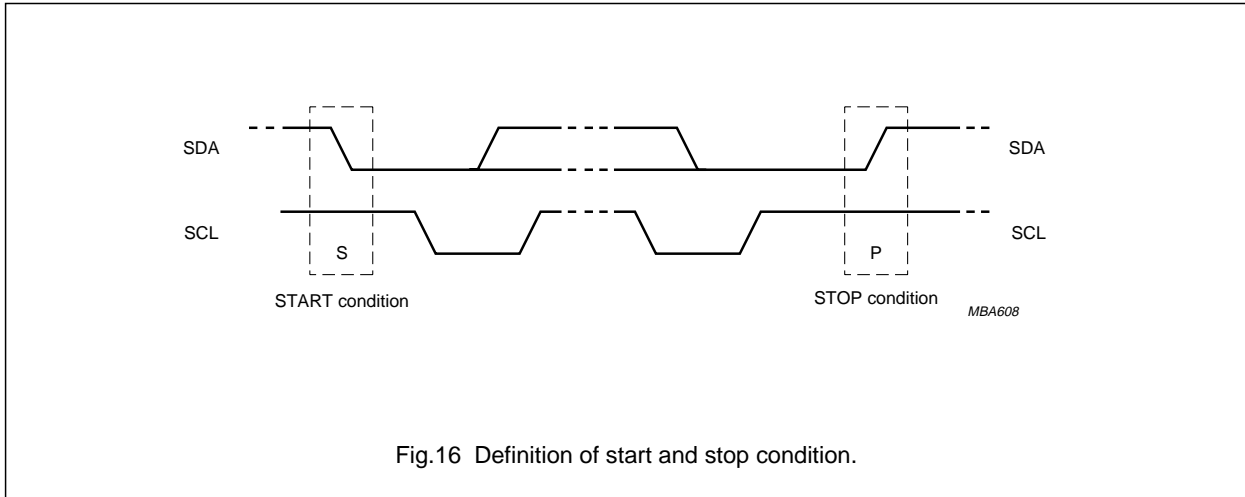 SDA
SDA
SCL
SCL
S
P
START condition
STOP condition
MBA608
Fig.16 Definition of start and stop condition.